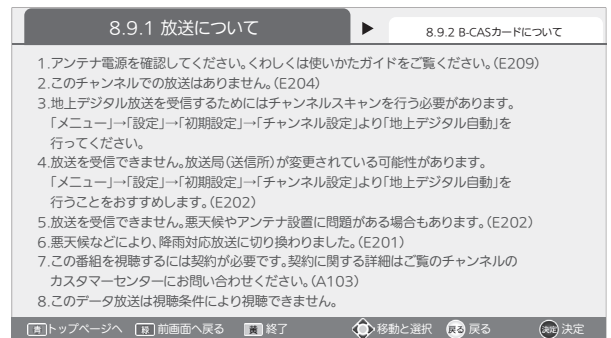 8.9.1 放送について
▶
8.9.2 B-CASカードについて
1.アンテナ電源を確認してください。くわしくは使いかたガイドをご覧ください。(E209)
2.このチャンネルでの放送はありません。(E204)
3.地上デジタル放送を受信するためにはチャンネルスキャンを行う必要があります。
「メニュー」→「設定」→「初期設定」→「チャンネル設定」より「地上デジタル自動」を
行ってください。
4.放送を受信できません。放送局(送信所)が変更されている可能性があります。
「メニュー」→「設定」→「初期設定」→「チャンネル設定」より「地上デジタル自動」を
行うことをおすすめします。(E202)
5.放送を受信できません。悪天候やアンテナ設置に問題がある場合もあります。(E202)
6.悪天候などにより、降雨対応放送に切り換わりました。(E201)
7.この番組を視聴するには契約が必要です。契約に関する詳細はご覧のチャンネルの
カスタマーセンターにお問い合わせください。(A103)
8.このデータ放送は視聴条件により視聴できません。
青 トップページへ 緑 前画面へ戻る 黄 終了 移動と選択 戻る 戻る 決定 決定